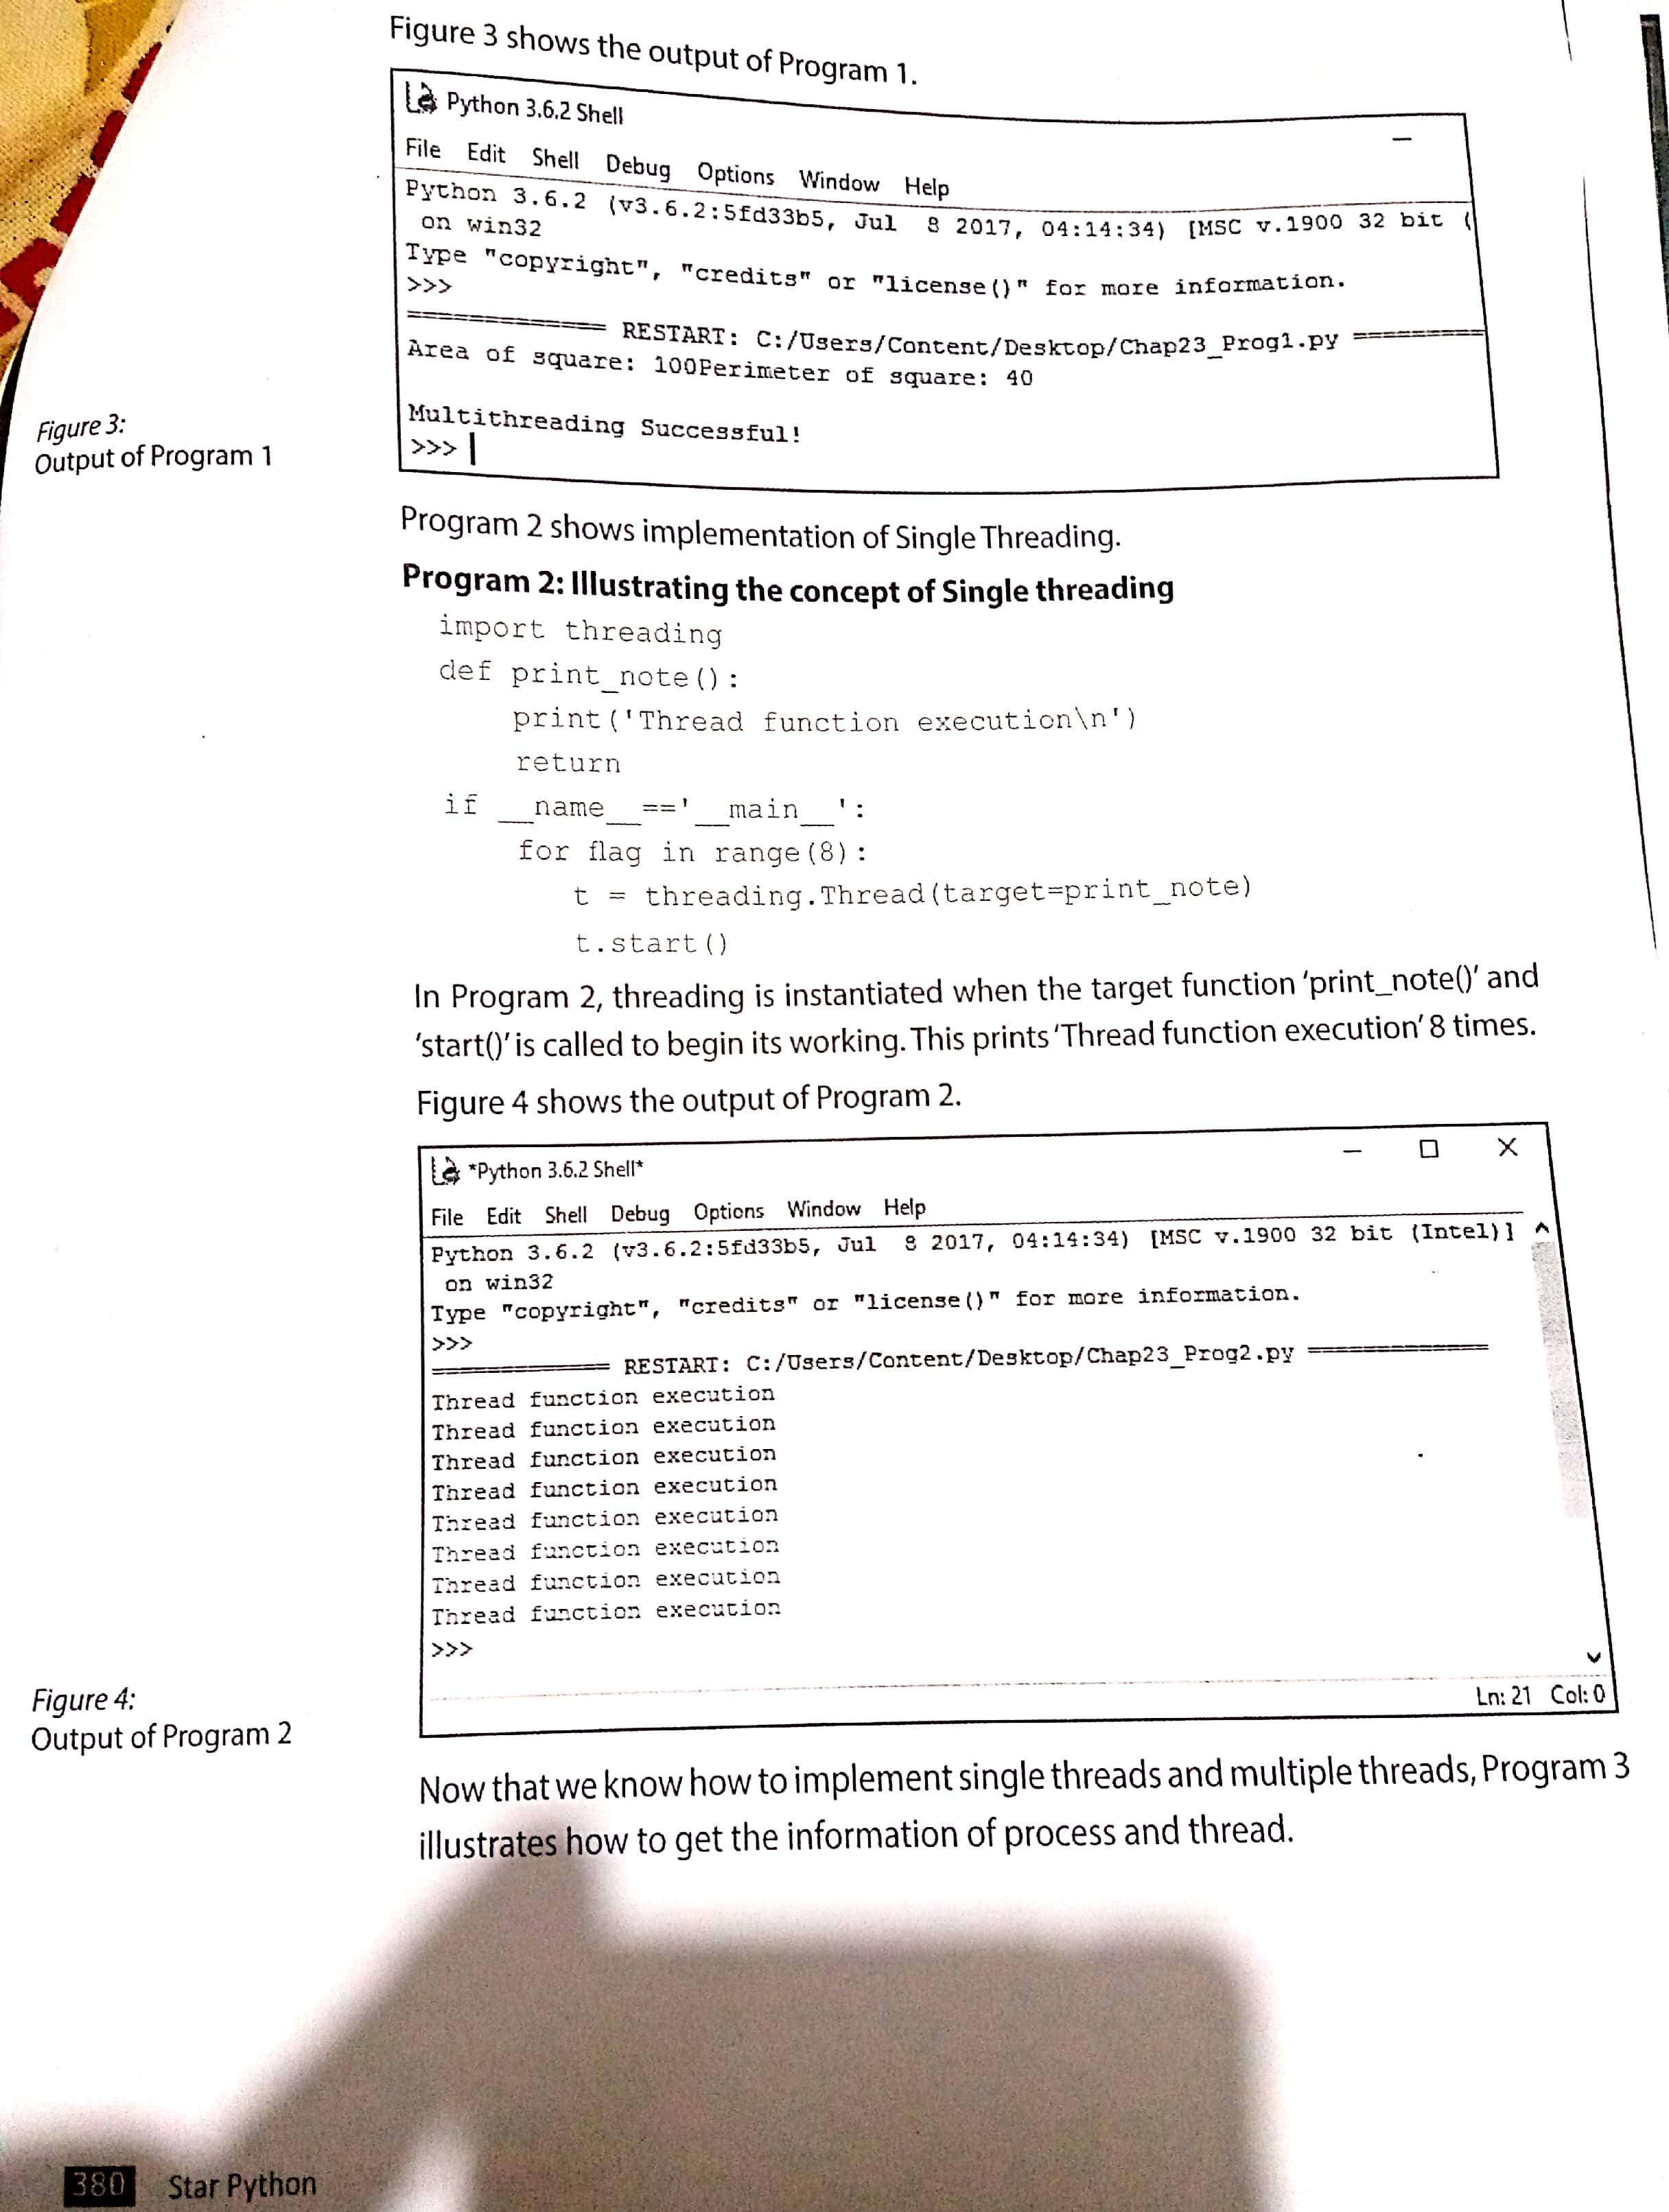 Figure 3 shows the output of Program 1.
Python 3.6.2 Shell
File Edit Shell Debug Options Window Help
Python 3.6.2 (v3.6.2:5fd33b5, Jul 8 2017, 04:14:34) [MSC v.1900 32 bit (
on win32
Type "copyright", "credits" or "license()" for more information.
>>>
============= RESTART: C:/Users/Content/Desktop/Chap23_Prog1.py =========
Area of square: 100Perimeter of square: 40
Multithreading Successful!
>>>
Figure 3:
Output of Program 1
Program 2 shows implementation of Single Threading.
Program 2: Illustrating the concept of Single threading
import threading
def print_note():
print('Thread function execution\n')
return
if __name__=='__main__':
for flag in range(8):
t = threading.Thread(target=print_note)
t.start()
In Program 2, threading is instantiated when the target function 'print_note()' and
'start()' is called to begin its working. This prints 'Thread function execution' 8 times.
Figure 4 shows the output of Program 2.
*Python 3.6.2 Shell*
File Edit Shell Debug Options Window Help
Python 3.6.2 (v3.6.2:5fd33b5, Jul 8 2017, 04:14:34) [MSC v.1900 32 bit (Intel)]
on win32
Type "copyright", "credits" or "license()" for more information.
>>>
============= RESTART: C:/Users/Content/Desktop/Chap23_Prog2.py =============
Thread function execution
Thread function execution
Thread function execution
Thread function execution
Thread function execution
Thread function execution
Thread function execution
Thread function execution
>>>
Ln: 21 Col: 0
Figure 4:
Output of Program 2
Now that we know how to implement single threads and multiple threads, Program 3
illustrates how to get the information of process and thread.
380 Star Python